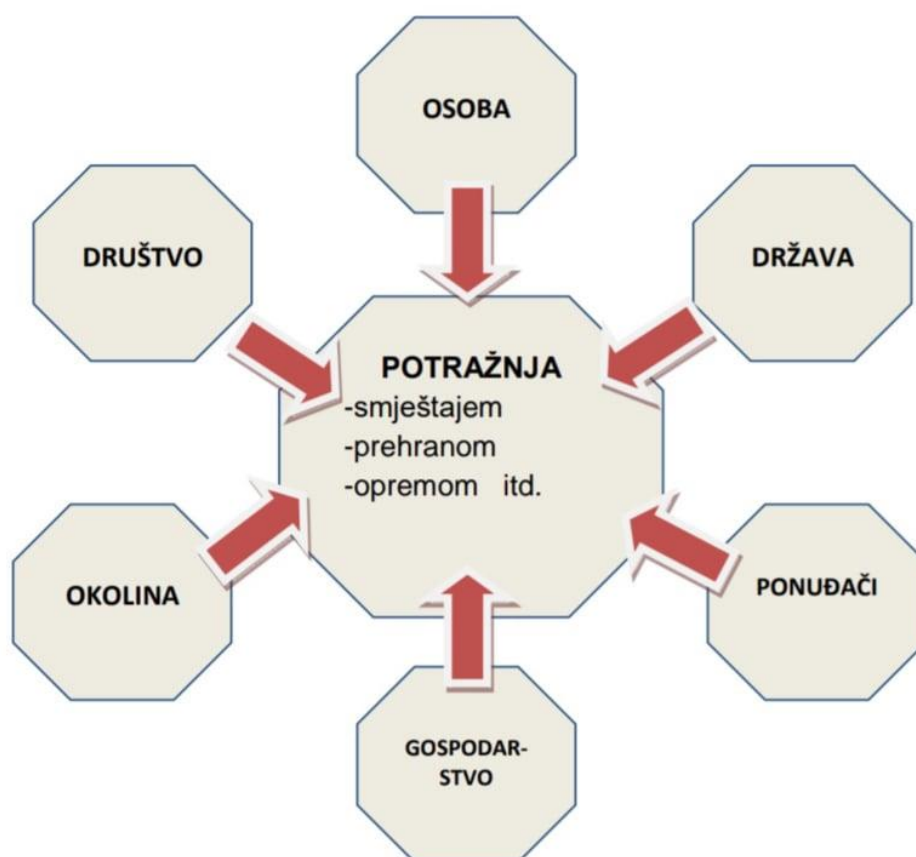 OSOBA
DRUŠTVO
DRŽAVA
POTRAŽNJA
-smještajem
-prehranom
-opremom itd.
OKOLINA
PONUĐAČI
GOSPODAR-
STVO